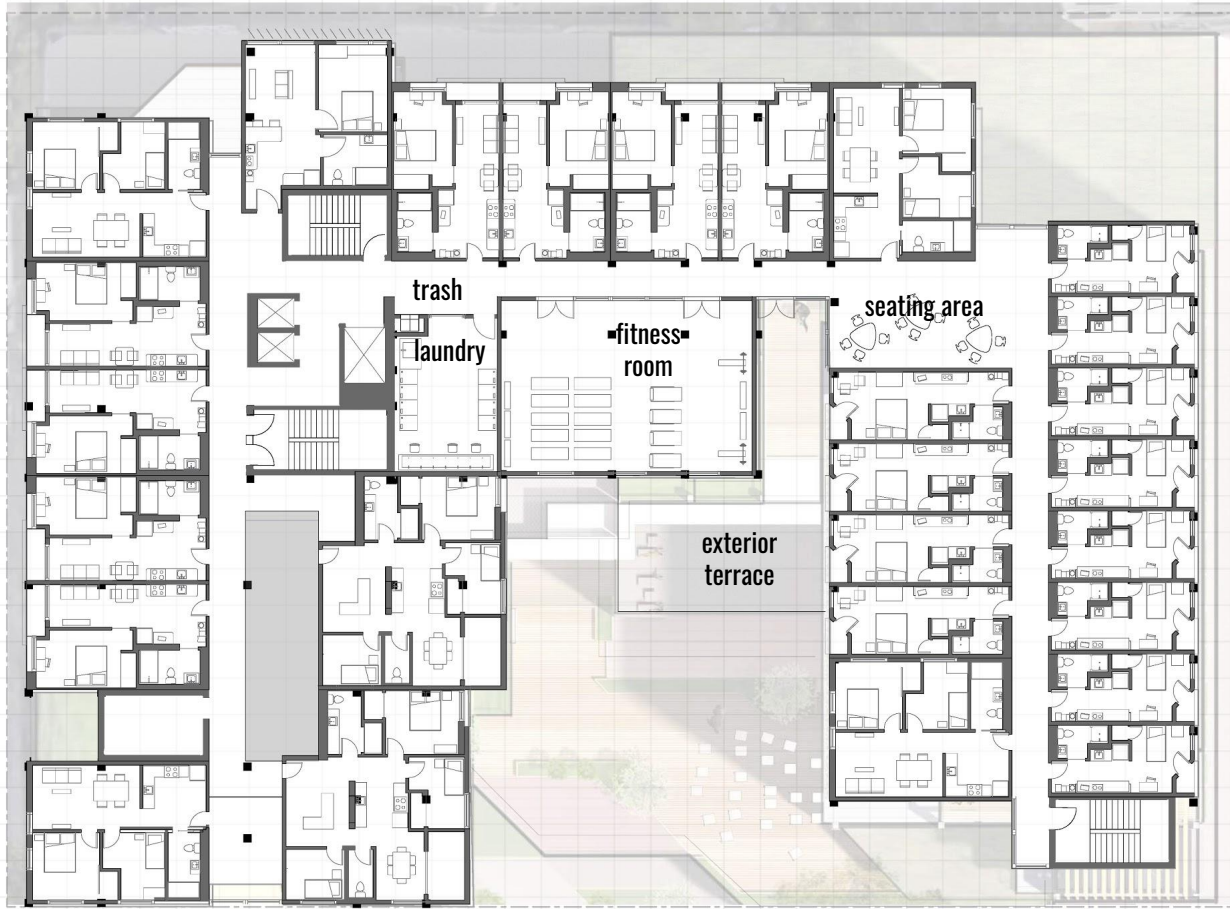 trash
laundry
fitness
room
seating area
exterior
terrace